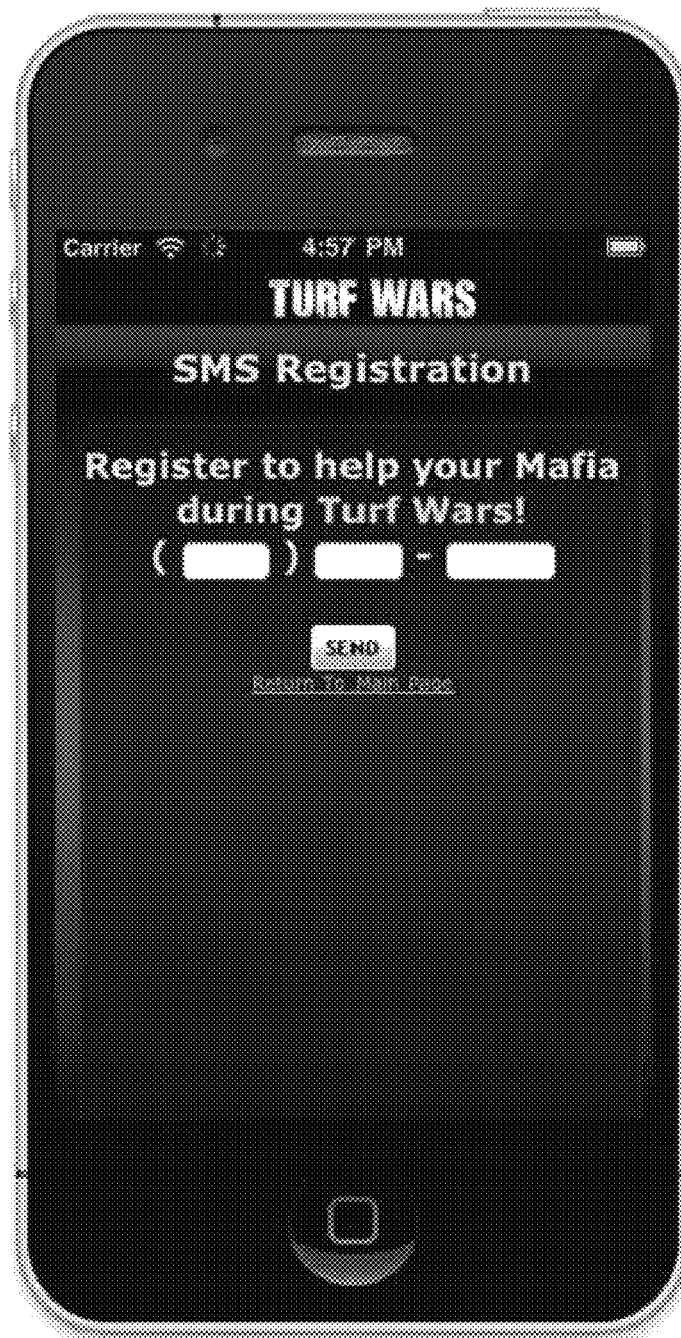 Carrier 4:57 PM
TURF WARS
SMS Registration
Register to help your Mafia
during Turf Wars!
( ) -
SEND
Return To Main Page